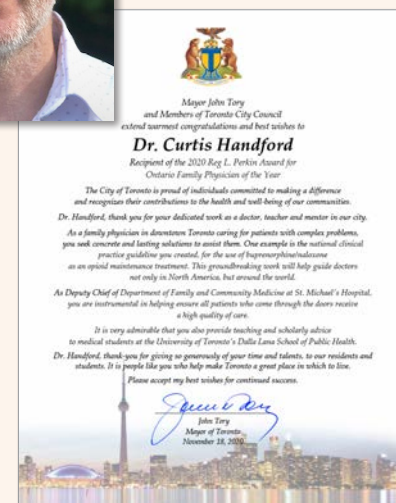 Mayor John Tory
and Members of Toronto City Council
extend warmest congratulations and best wishes to
Dr. Curtis Handford
Recipient of the 2020 Reg L. Perkin Award for
Ontario Family Physician of the Year
The City of Toronto is proud of individuals committed to making a difference
and recognizes their contributions to the health and well-being of our communities.
Dr. Handford, thank you for your dedicated work as a doctor, teacher and mentor in our city.
As a family physician in downtown Toronto caring for patients with complex problems,
you seek concrete and lasting solutions to assist them. One example is the national clinical
practice guideline you created, for the use of buprenorphine/naloxone
as an opioid maintenance treatment. This groundbreaking work will help guide doctors
not only in North America, but around the world.
As Deputy Chief of Department of Family and Community Medicine at St. Michael's Hospital,
you are instrumental in helping ensure all patients who come through the doors receive
a high quality of care.
It is very admirable that you also provide teaching and scholarly advice
to medical students at the University of Toronto's Dalla Lana School of Public Health.
Dr. Handford, thank-you for giving so generously of your time and talents, to our residents and
students. It is people like you who help make Toronto a great place in which to live.
Please accept my best wishes for continued success.
John Tory
John Tory
Mayor of Toronto
November 18, 2020